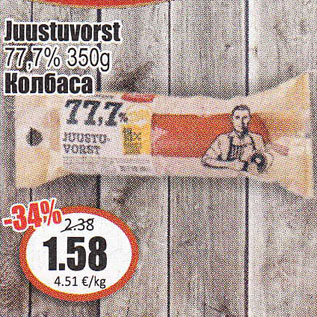 Juustuvorst
77,7% 350g
Колбаса
77,7%
JUUSTU-
VORST
-34%
2.38
1.58
4.51 €/kg